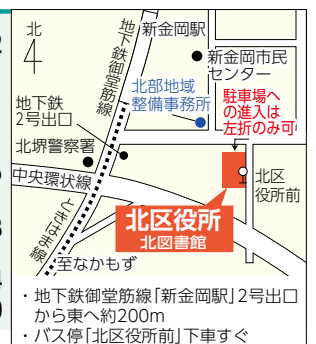 北
4
地下鉄御堂筋線
新金岡駅
新金岡市民
センター
北部地域
整備事務所
駐車場へ
の進入は
左折のみ可
地下鉄
2号出口
北堺警察署
中央環状線
ときはま線
北区
役所前
北区役所
北図書館
至なかもず
・地下鉄御堂筋線「新金岡駅」2号出口
から東へ約200m
・バス停「北区役所前」下車すぐ